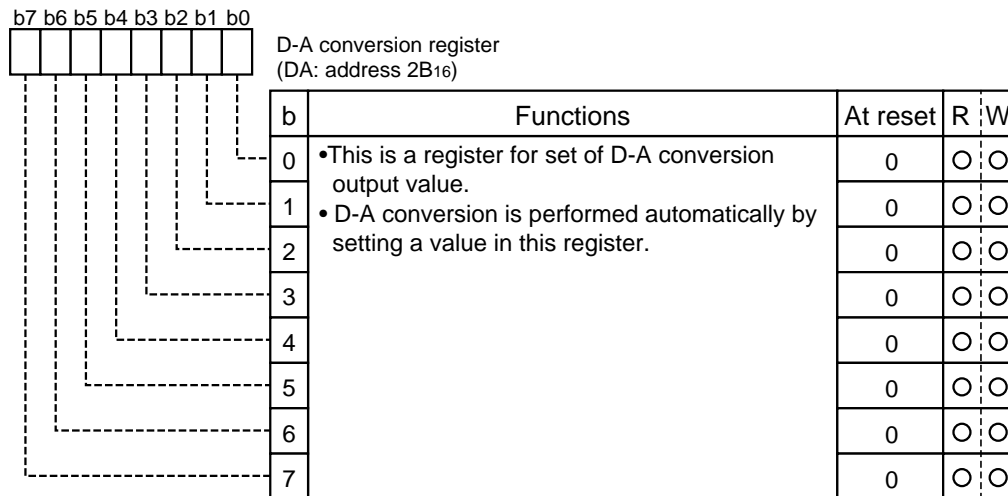 b7 b6 b5 b4 b3 b2 b1 b0
D-A conversion register
(DA: address 2B16)
b Functions At reset R W
0 •This is a register for set of D-A conversion 0 O O
output value.
1 • D-A conversion is performed automatically by 0 O O
2 setting a value in this register. 0 O O
3 0 O O
4 0 O O
5 0 O O
6 0 O O
7 0 O O